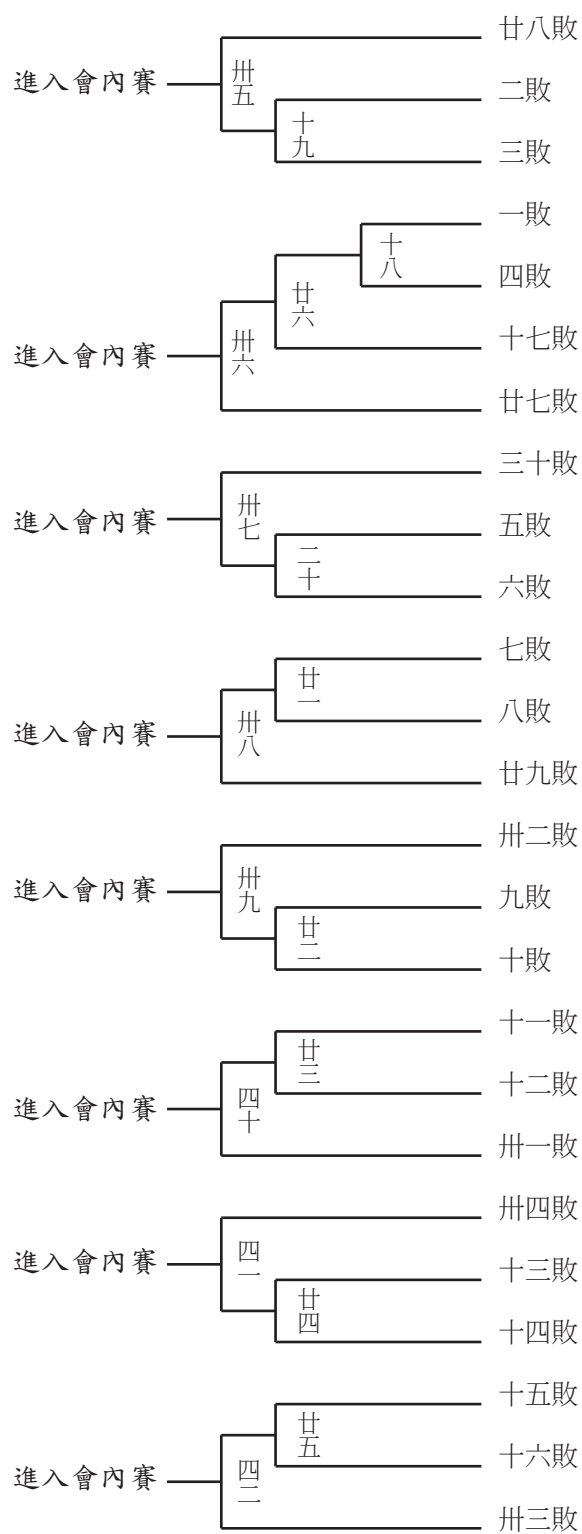 廿八敗
進入會內賽
卅五
二敗
十九
三敗
一敗
十八
四敗
廿六
十七敗
進入會內賽
卅六
廿七敗
三十敗
進入會內賽
卅七
五敗
二十
六敗
七敗
廿一
八敗
進入會內賽
卅八
廿九敗
卅二敗
進入會內賽
卅九
九敗
廿二
十敗
十一敗
廿三
十二敗
進入會內賽
四十
卅一敗
卅四敗
進入會內賽
四一
十三敗
廿四
十四敗
十五敗
廿五
十六敗
進入會內賽
四二
卅三敗